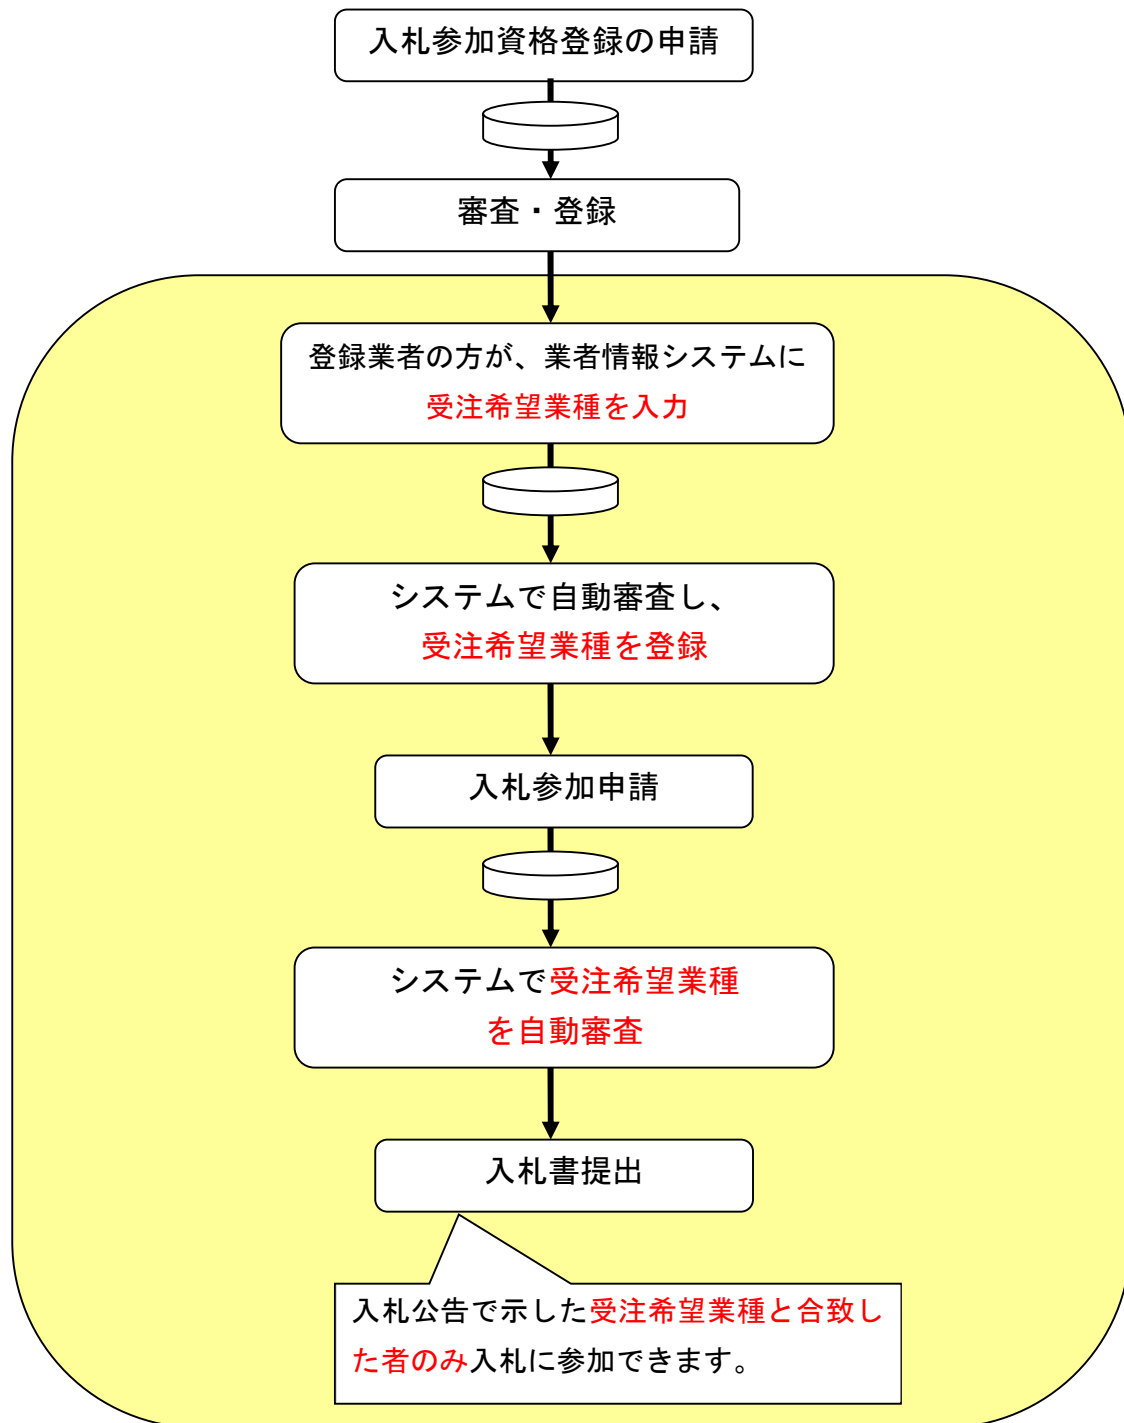 入札参加資格登録の申請
審査・登録
登録業者の方が、業者情報システムに
受注希望業種を入力
システムで自動審査し、
受注希望業種を登録
入札参加申請
システムで受注希望業種
を自動審査
入札書提出
入札公告で示した受注希望業種と合致し
た者のみ入札に参加できます。